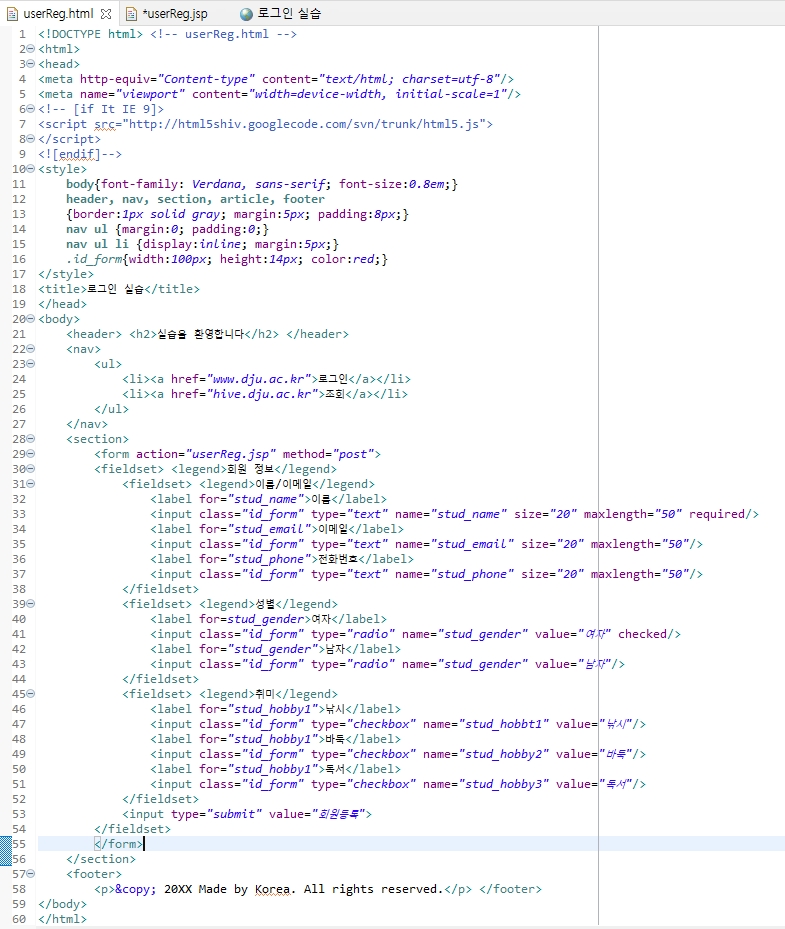 userReg.html *userReg.jsp 로그인 실습
1 <!DOCTYPE html> <!-- userReg.html -->
2 <html>
3 <head>
4 <meta http-equiv="Content-type" content="text/html; charset=utf-8"/>
5 <meta name="viewport" content="width=device-width, initial-scale=1"/>
6 <!-- [if It IE 9]>
7 <script src="http://html5shiv.googlecode.com/svn/trunk/html5.js">
8 </script>
9 <![endif]-->
10 <style>
11 body{font-family: Verdana, sans-serif; font-size:0.8em;}
12 header, nav, section, article, footer
13 {border:1px solid gray; margin:5px; padding:8px;}
14 nav ul {margin:0; padding:0;}
15 nav ul li {display:inline; margin:5px;}
16 .id_form{width:100px; height:14px; color:red;}
17 </style>
18 <title>로그인 실습</title>
19 </head>
20 <body>
21 <header> <h2>실습을 환영합니다</h2> </header>
22 <nav>
23 <ul>
24 <li><a href="www.dju.ac.kr">로그인</a></li>
25 <li><a href="hive.dju.ac.kr">조회</a></li>
26 </ul>
27 </nav>
28 <section>
29 <form action="userReg.jsp" method="post">
30 <fieldset> <legend>회원 정보</legend>
31 <fieldset> <legend>이름/이메일</legend>
32 <label for="stud_name">이름</label>
33 <input class="id_form" type="text" name="stud_name" size="20" maxlength="50" required/>
34 <label for="stud_email">이메일</label>
35 <input class="id_form" type="text" name="stud_email" size="20" maxlength="50"/>
36 <label for="stud_phone">전화번호</label>
37 <input class="id_form" type="text" name="stud_phone" size="20" maxlength="50"/>
38 </fieldset>
39 <fieldset> <legend>성별</legend>
40 <label for=stud_gender>여자</label>
41 <input class="id_form" type="radio" name="stud_gender" value="여자" checked/>
42 <label for="stud_gender">남자</label>
43 <input class="id_form" type="radio" name="stud_gender" value="남자"/>
44 </fieldset>
45 <fieldset> <legend>취미</legend>
46 <label for="stud_hobby1">낚시</label>
47 <input class="id_form" type="checkbox" name="stud_hobbt1" value="낚시"/>
48 <label for="stud_hobby1">바둑</label>
49 <input class="id_form" type="checkbox" name="stud_hobby2" value="바둑"/>
50 <label for="stud_hobby1">독서</label>
51 <input class="id_form" type="checkbox" name="stud_hobby3" value="독서"/>
52 </fieldset>
53 <input type="submit" value="회원등록">
54 </fieldset>
55 </form>
56 </section>
57 <footer>
58 <p>&copy; 20XX Made by Korea. All rights reserved.</p> </footer>
59 </body>
60 </html>